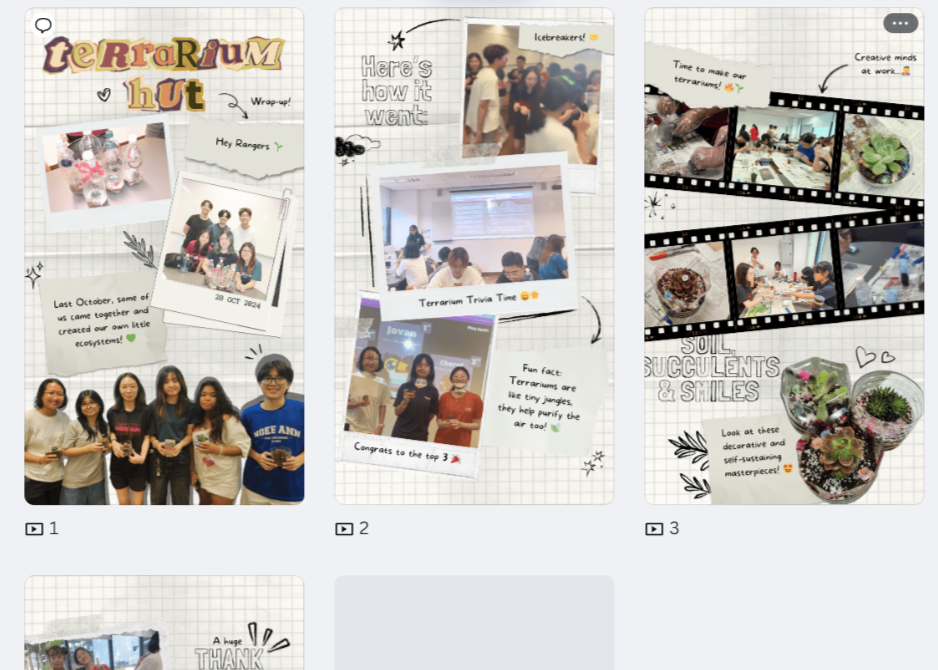 terrariuM
hut
Wrap-up!
Hey Rangers
28 OCT 2024
Last October, some of
us came together and
created our own little
ecosystems!
NGEE ANN
1
Icebreakers!
Here's
how it
went:
Terrarium Trivia Time
Jovan
Congrats to the top 3
Fun fact:
Terrariums are
like tiny jungles,
they help purify the
air too!
2
Creative minds
at work...
Time to make our
terrariums!
SOIL,
SUCCULENTS
& SMILES
Look at these
decorative and
self-sustaining
masterpieces!
3
A huge
THANK